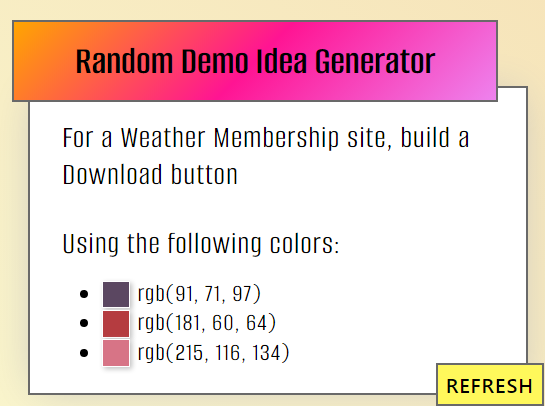 Random Demo Idea Generator
For a Weather Membership site, build a
Download button
Using the following colors:
rgb(91, 71, 97)
rgb(181, 60, 64)
rgb(215, 116, 134)
REFRESH